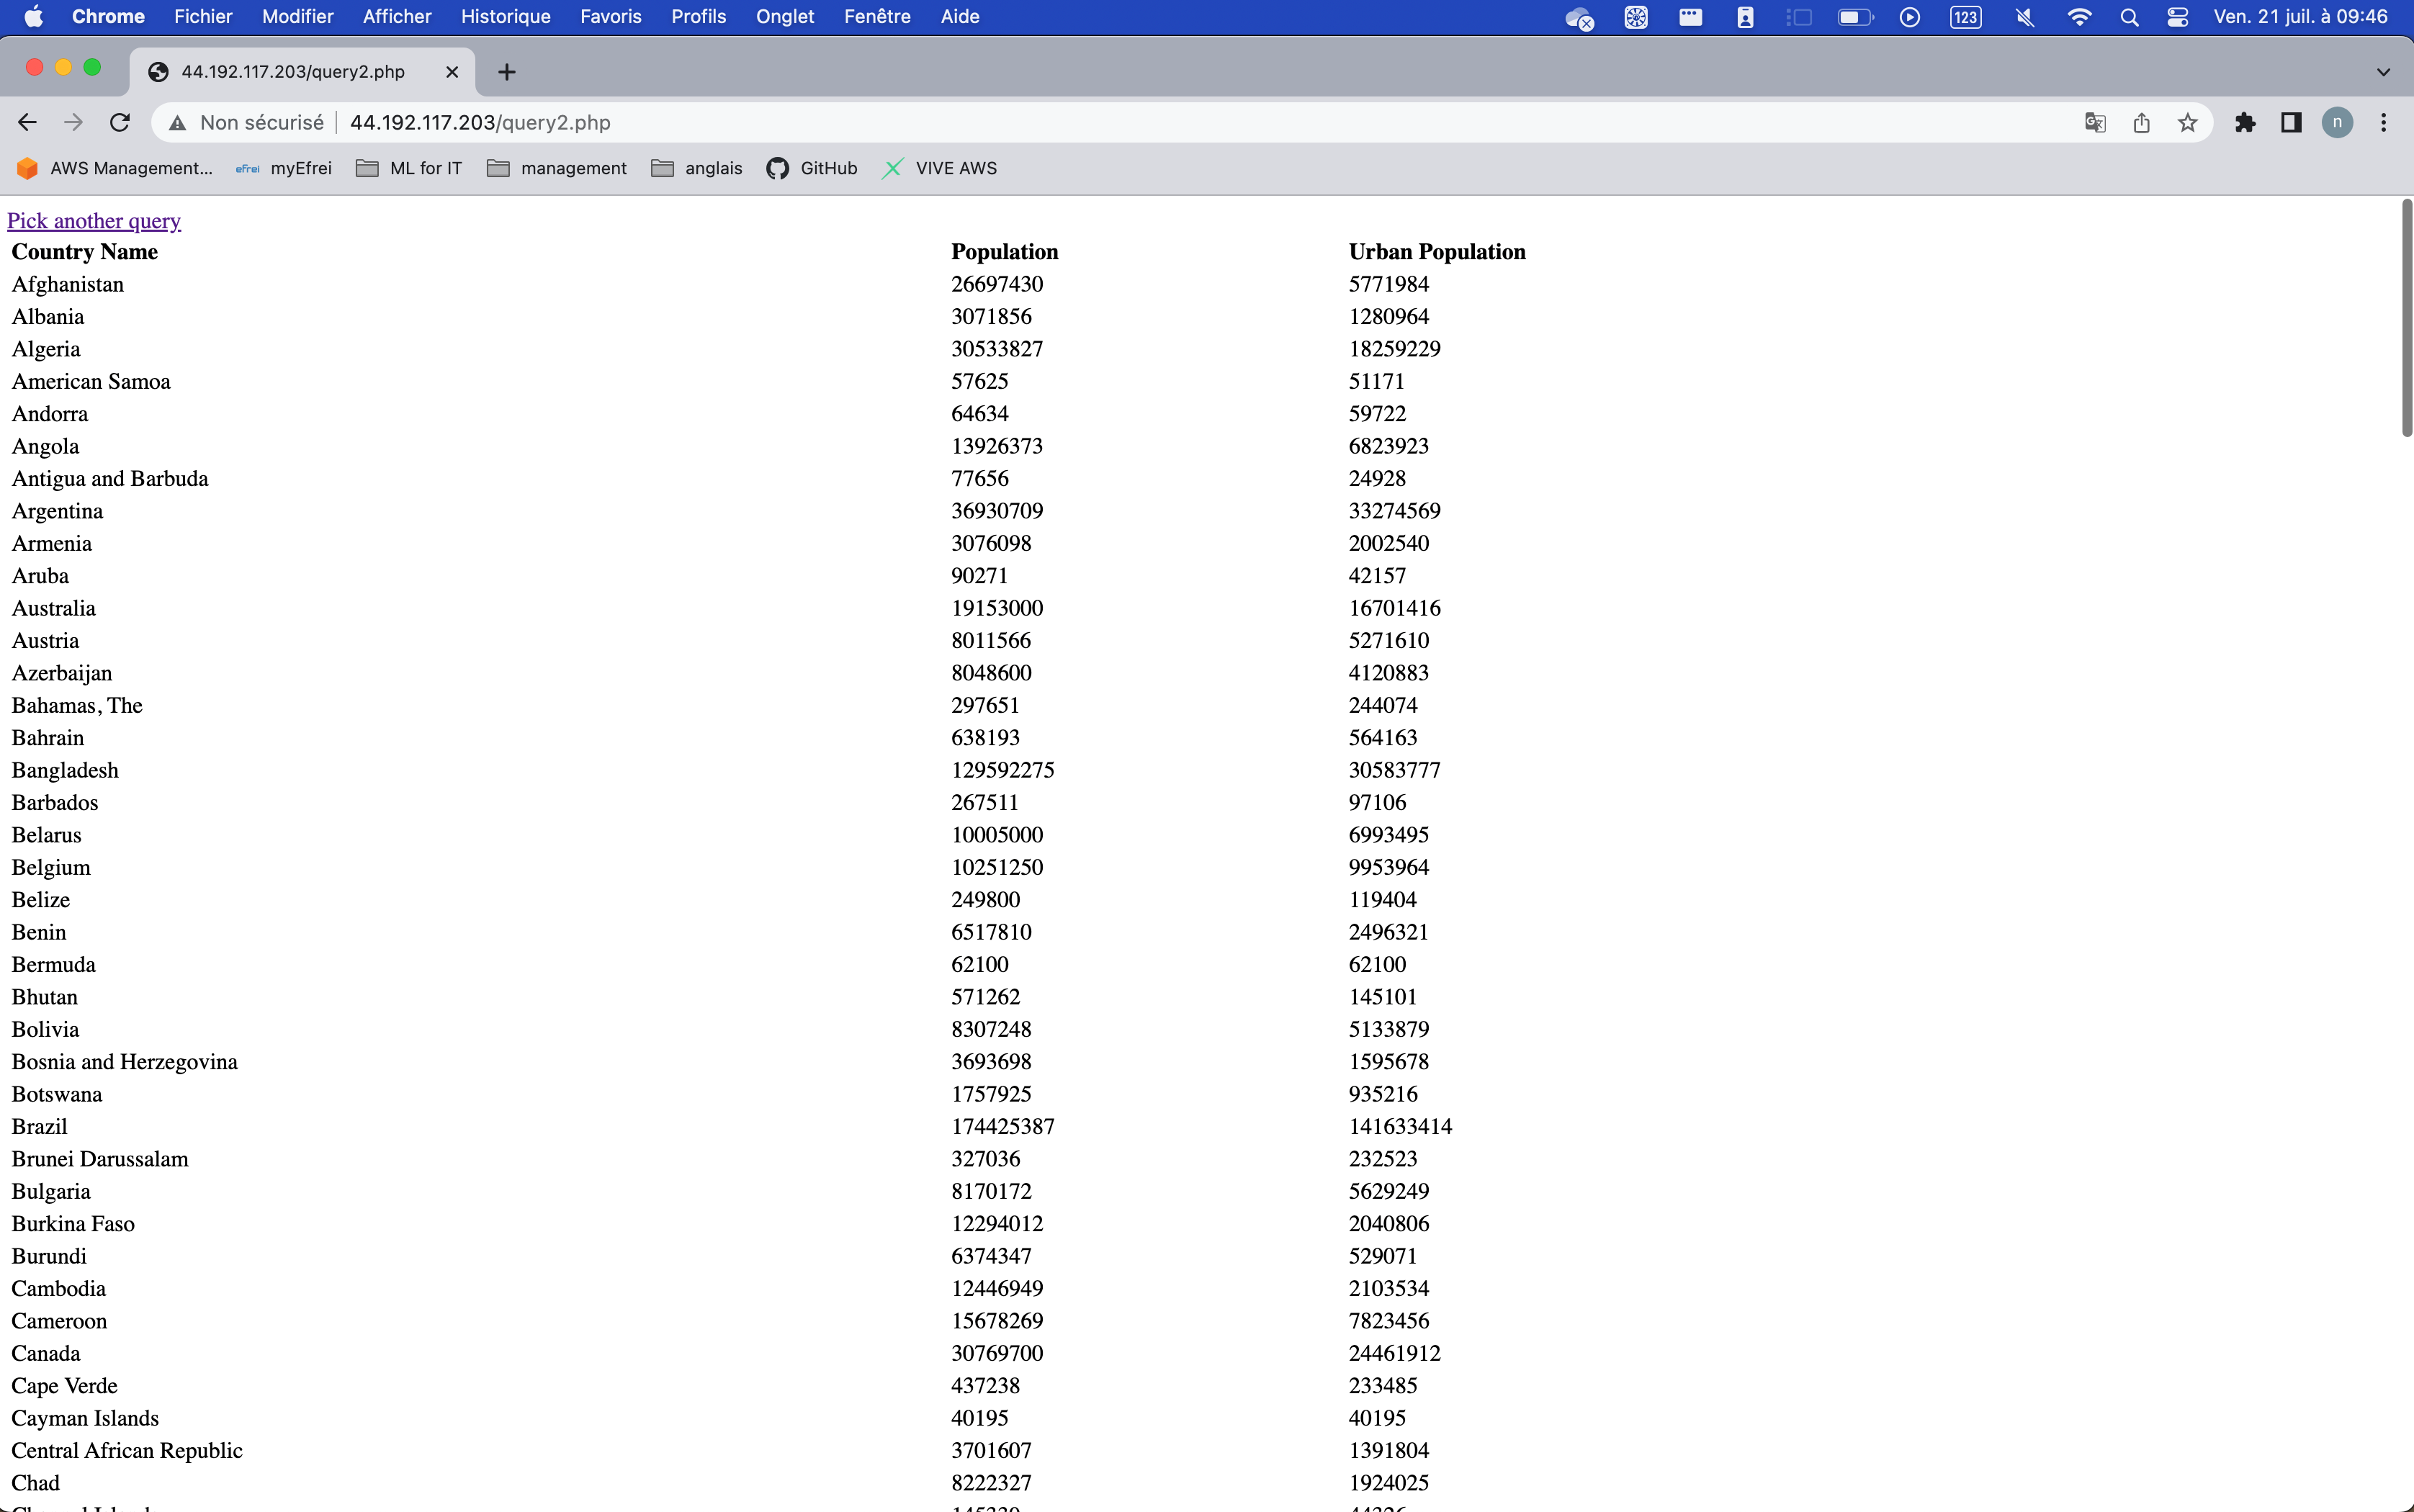 Chrome Fichier Modifier Afficher Historique Favoris Profils Onglet Fenêtre Aide 123 Ven. 21 juil. à 09:46
44.192.117.203/query2.php
Non sécurisé 44.192.117.203/query2.php n
AWS Management... efrei myEfrei ML for IT management anglais GitHub VIVE AWS
Pick another query
Country Name Population Urban Population
Afghanistan 26697430 5771984
Albania 3071856 1280964
Algeria 30533827 18259229
American Samoa 57625 51171
Andorra 64634 59722
Angola 13926373 6823923
Antigua and Barbuda 77656 24928
Argentina 36930709 33274569
Armenia 3076098 2002540
Aruba 90271 42157
Australia 19153000 16701416
Austria 8011566 5271610
Azerbaijan 8048600 4120883
Bahamas, The 297651 244074
Bahrain 638193 564163
Bangladesh 129592275 30583777
Barbados 267511 97106
Belarus 10005000 6993495
Belgium 10251250 9953964
Belize 249800 119404
Benin 6517810 2496321
Bermuda 62100 62100
Bhutan 571262 145101
Bolivia 8307248 5133879
Bosnia and Herzegovina 3693698 1595678
Botswana 1757925 935216
Brazil 174425387 141633414
Brunei Darussalam 327036 232523
Bulgaria 8170172 5629249
Burkina Faso 12294012 2040806
Burundi 6374347 529071
Cambodia 12446949 2103534
Cameroon 15678269 7823456
Canada 30769700 24461912
Cape Verde 437238 233485
Cayman Islands 40195 40195
Central African Republic 3701607 1391804
Chad 8222327 1924025